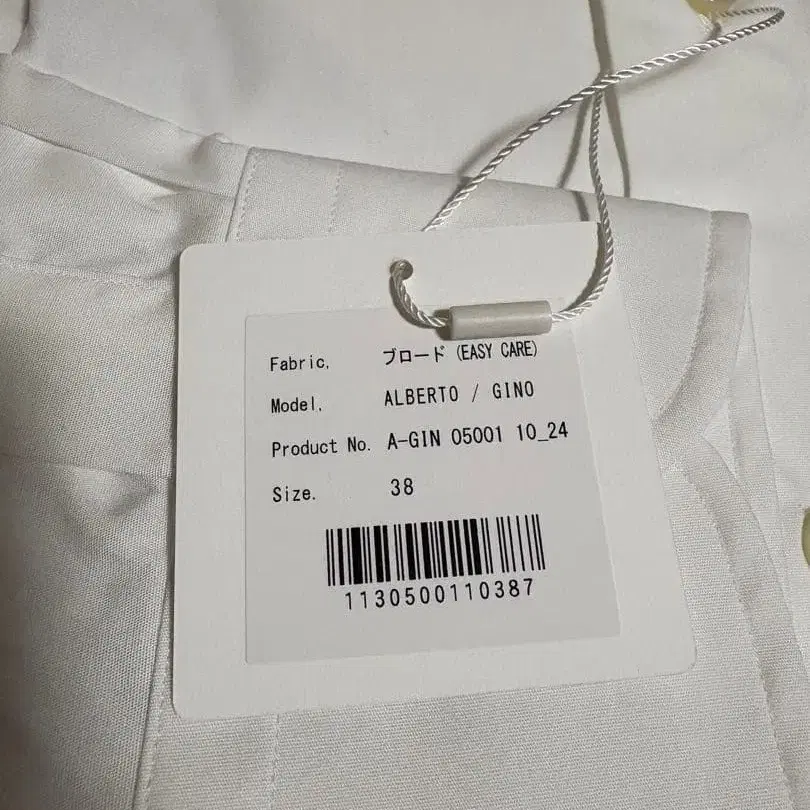 Fabric. ブロード (EASY CARE)
Model. ALBERTO / GINO
Product No. A-GIN 05001 10_24
Size. 38
1130500110387